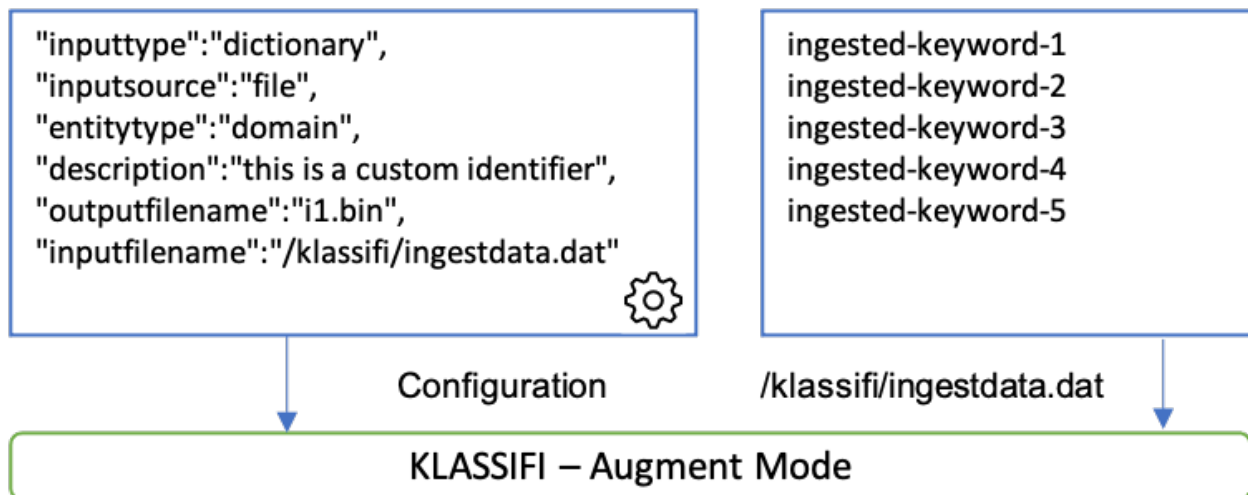 "inputtype":"dictionary",
"inputsource":"file",
"entitytype":"domain",
"description":"this is a custom identifier",
"outputfilename":"i1.bin",
"inputfilename":"/klassifi/ingestdata.dat"
ingested-keyword-1
ingested-keyword-2
ingested-keyword-3
ingested-keyword-4
ingested-keyword-5
Configuration
/klassifi/ingestdata.dat
KLASSIFI – Augment Mode